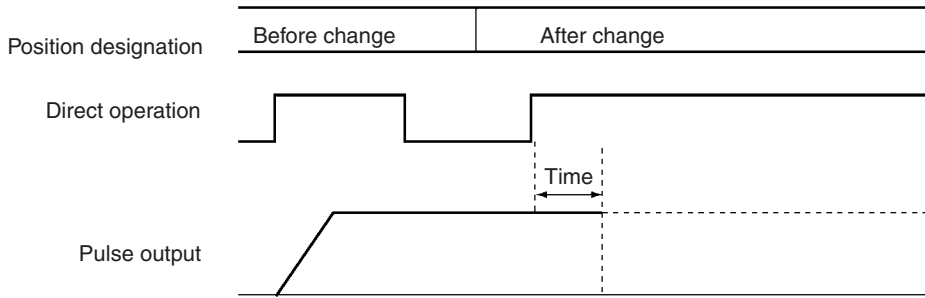 Position designation
Before change
After change
Direct operation
Time
Pulse output